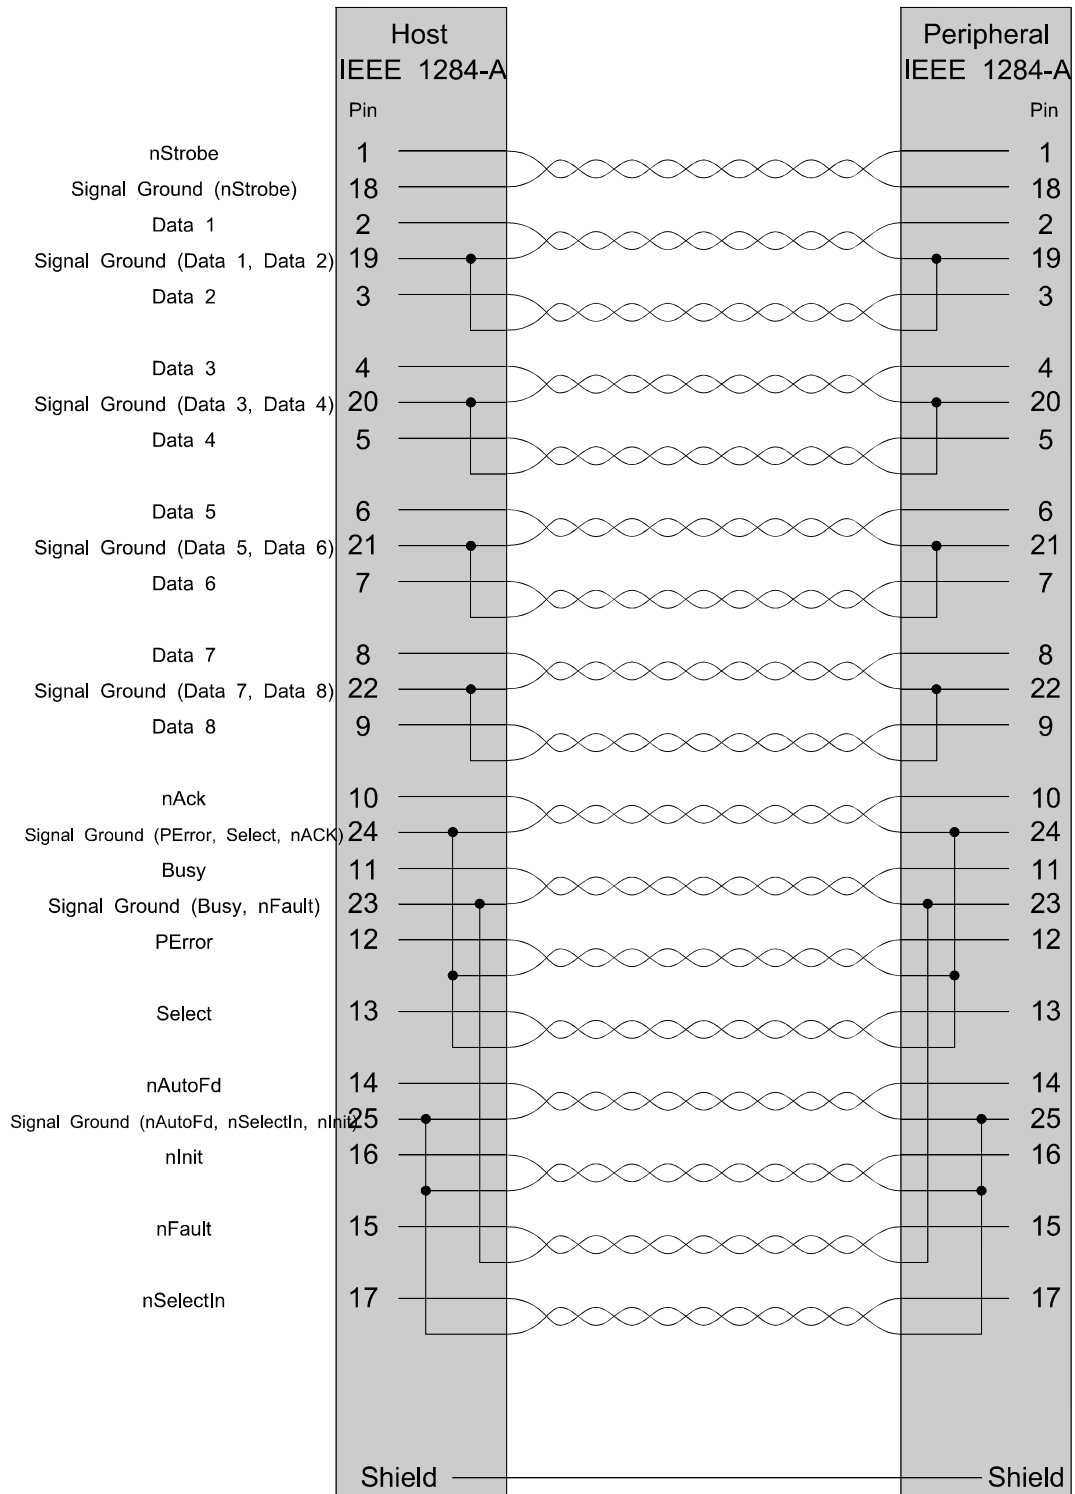 Host Peripheral
IEEE 1284-A IEEE 1284-A
Pin Pin
nStrobe 1 1
Signal Ground (nStrobe) 18 18
Data 1 2 2
Signal Ground (Data 1, Data 2) 19 19
Data 2 3 3
Data 3 4 4
Signal Ground (Data 3, Data 4) 20 20
Data 4 5 5
Data 5 6 6
Signal Ground (Data 5, Data 6) 21 21
Data 6 7 7
Data 7 8 8
Signal Ground (Data 7, Data 8) 22 22
Data 8 9 9
nAck 10 10
Signal Ground (PError, Select, nACK) 24 24
Busy 11 11
Signal Ground (Busy, nFault) 23 23
PError 12 12
Select 13 13
nAutoFd 14 14
Signal Ground (nAutoFd, nSelectIn, nInit) 25 25
nInit 16 16
nFault 15 15
nSelectIn 17 17
Shield Shield